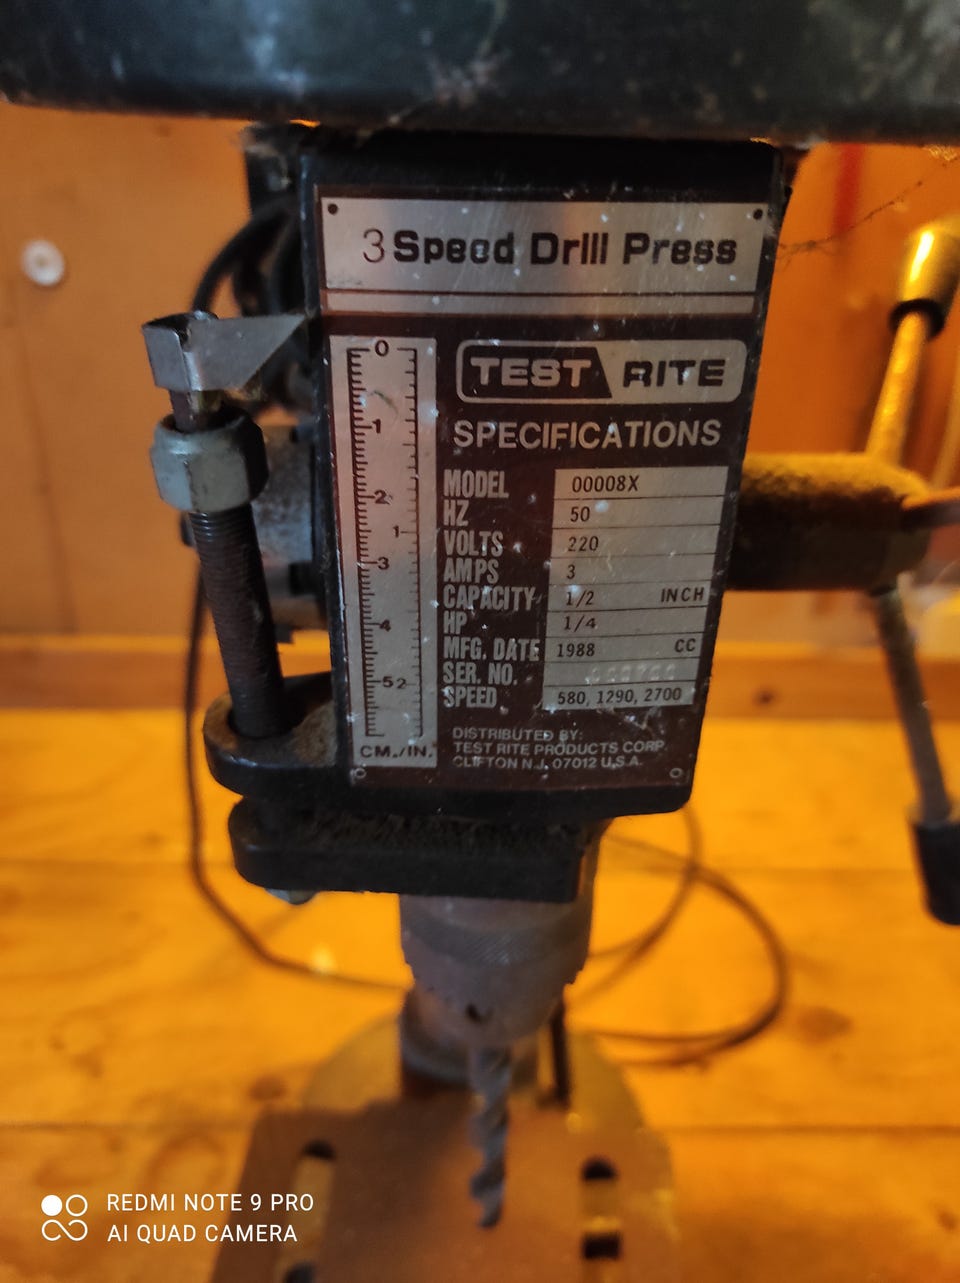 3 Speed Drill Press
0
1
2
1
3
4
5 2
CM./IN.
TEST RITE
SPECIFICATIONS
MODEL 00008X
HZ 50
VOLTS 220
AMPS 3
CAPACITY 1/2 INCH
HP 1/4
MFG. DATE 1988 CC
SER. NO.
SPEED 580, 1290, 2700
DISTRIBUTED BY:
TEST RITE PRODUCTS CORP.
CLIFTON N.J. 07012 U.S.A.
REDMI NOTE 9 PRO
AI QUAD CAMERA